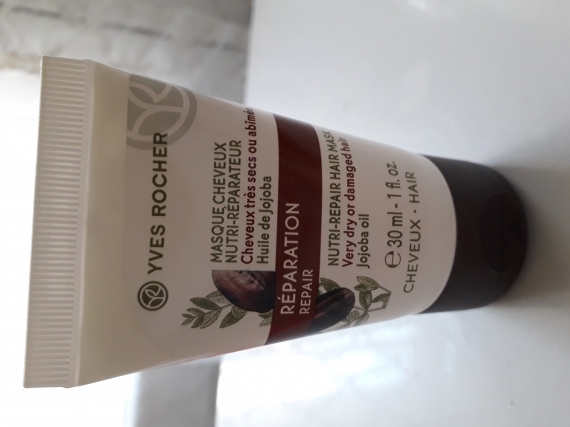 YVES ROCHER
MASQUE CHEVEUX
NUTRI-RÉPARATEUR
Cheveux très secs ou abimés
Huile de Jojoba
RÉPARATION
REPAIR
NUTRI-REPAIR HAIR MASK
Very dry or damaged hair
Jojoba oil
℮ 30 ml - 1 fl. oz.
CHEVEUX - HAIR